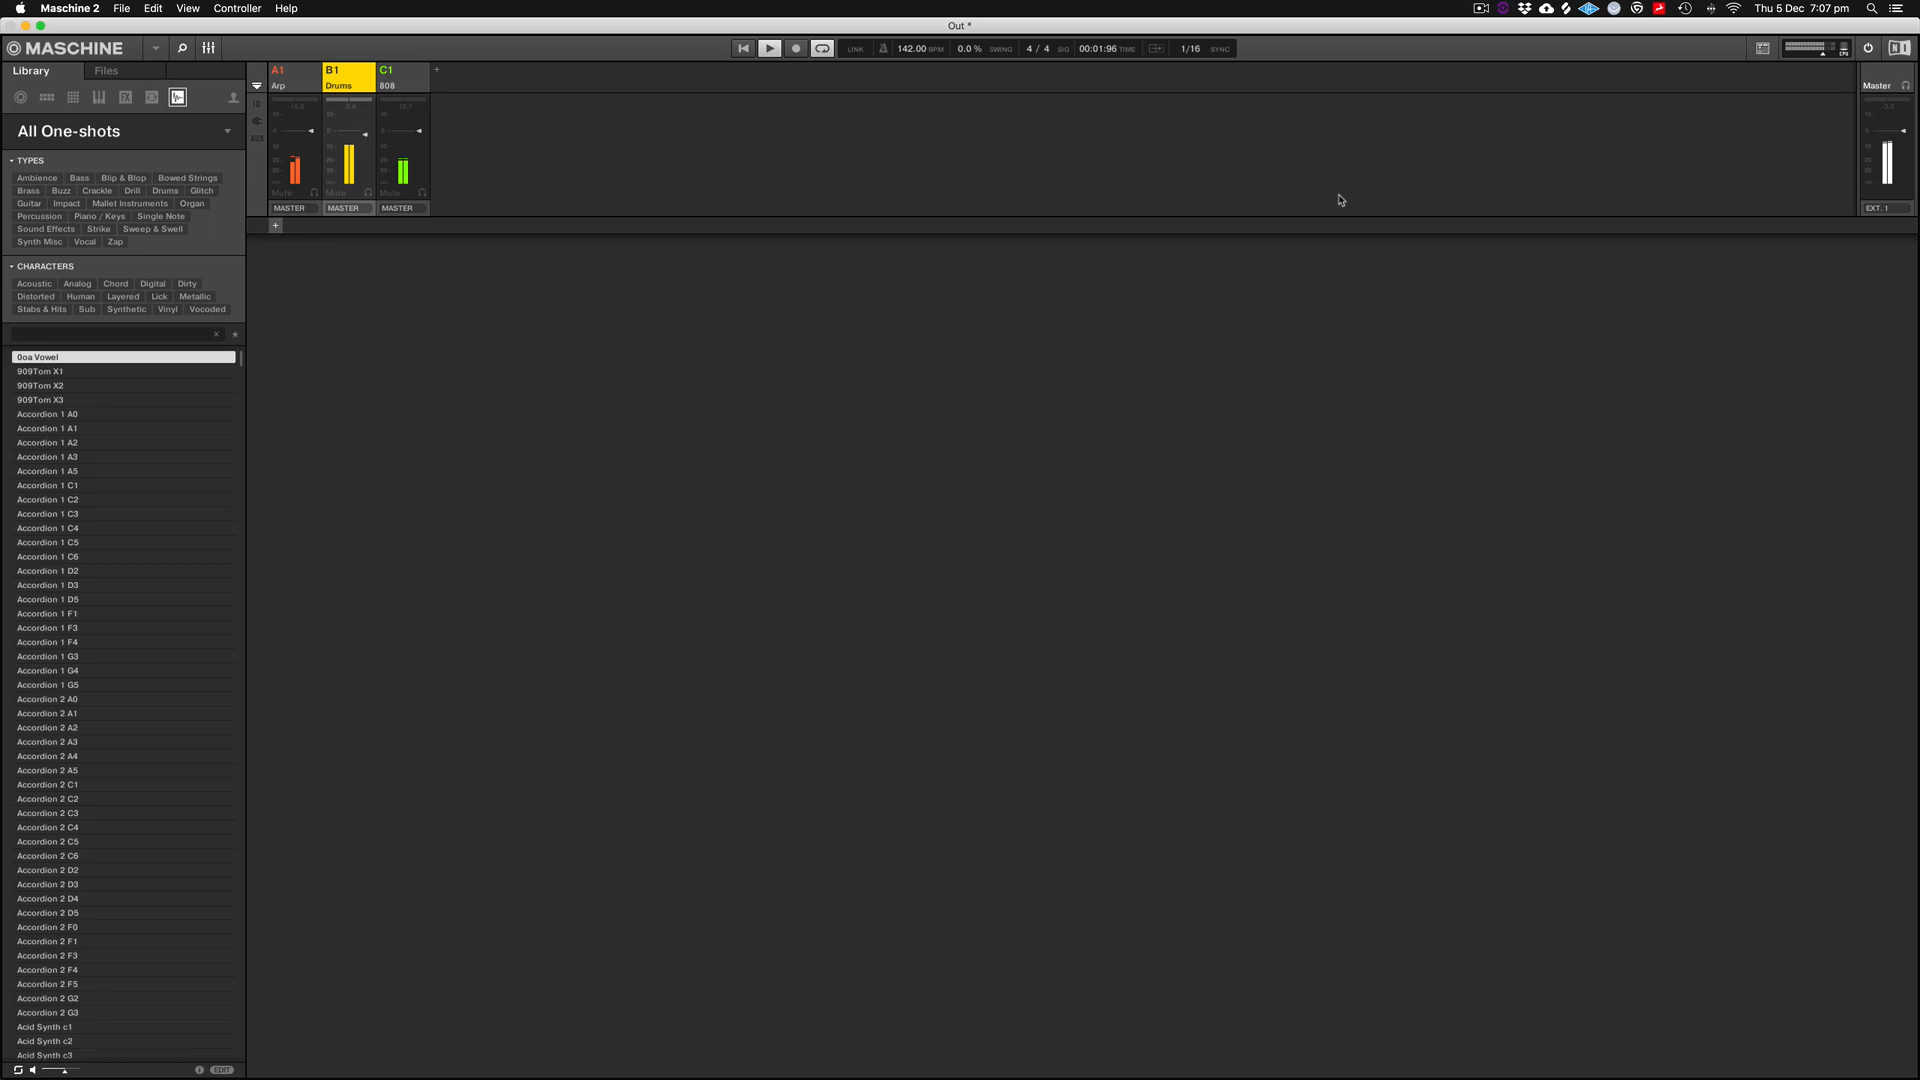 Maschine 2 File Edit View Controller Help Thu 5 Dec 7:07 pm
Out *
MASCHINE LINK 142.00 BPM 0.0 % SWING 4 / 4 SIG 00:01:96 TIME 1/16 SYNC CPU
Library Files
A1 B1 C1 +
Arp Drums 808 Master
All One-shots
TYPES
Ambience Bass Blip & Blop Bowed Strings
Brass Buzz Crackle Drill Drums Glitch
Guitar Impact Mallet Instruments Organ
Percussion Piano / Keys Single Note
Sound Effects Strike Sweep & Swell
Synth Misc Vocal Zap
IO
AUX
-15.2 -12.7
Mute Mute Mute
MASTER MASTER MASTER EXT. 1
+
CHARACTERS
Acoustic Analog Chord Digital Dirty
Distorted Human Layered Lick Metallic
Stabs & Hits Sub Synthetic Vinyl Vocoded
0oa Vowel
909Tom X1
909Tom X2
909Tom X3
Accordion 1 A0
Accordion 1 A1
Accordion 1 A2
Accordion 1 A3
Accordion 1 A5
Accordion 1 C1
Accordion 1 C2
Accordion 1 C3
Accordion 1 C4
Accordion 1 C5
Accordion 1 C6
Accordion 1 D2
Accordion 1 D3
Accordion 1 D5
Accordion 1 F1
Accordion 1 F3
Accordion 1 F4
Accordion 1 G3
Accordion 1 G4
Accordion 1 G5
Accordion 2 A0
Accordion 2 A1
Accordion 2 A2
Accordion 2 A3
Accordion 2 A4
Accordion 2 A5
Accordion 2 C1
Accordion 2 C2
Accordion 2 C3
Accordion 2 C4
Accordion 2 C5
Accordion 2 C6
Accordion 2 D2
Accordion 2 D3
Accordion 2 D4
Accordion 2 D5
Accordion 2 F0
Accordion 2 F1
Accordion 2 F3
Accordion 2 F4
Accordion 2 F5
Accordion 2 G2
Accordion 2 G3
Acid Synth c1
Acid Synth c2
Acid Synth c3
EDIT